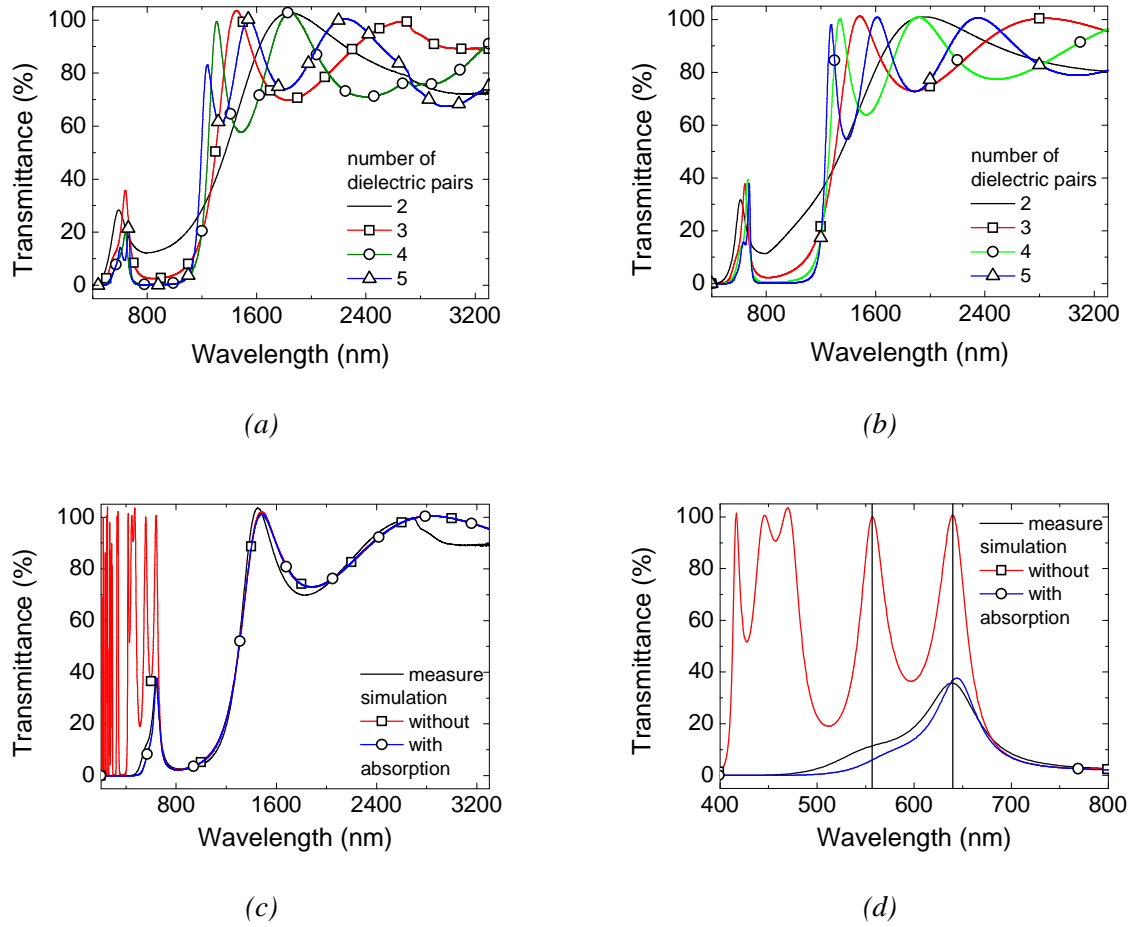 Transmittance (%)
100
80
60
40
20
0
number of
dielectric pairs
2
3
4
5
800 1600 2400 3200
Wavelength (nm)
(a)
Transmittance (%)
100
80
60
40
20
0
number of
dielectric pairs
2
3
4
5
800 1600 2400 3200
Wavelength (nm)
(b)
Transmittance (%)
100
80
60
40
20
0
measure
simulation
without
with
absorption
800 1600 2400 3200
Wavelength (nm)
(c)
Transmittance (%)
100
80
60
40
20
0
measure
simulation
without
with
absorption
400 500 600 700 800
Wavelength (nm)
(d)